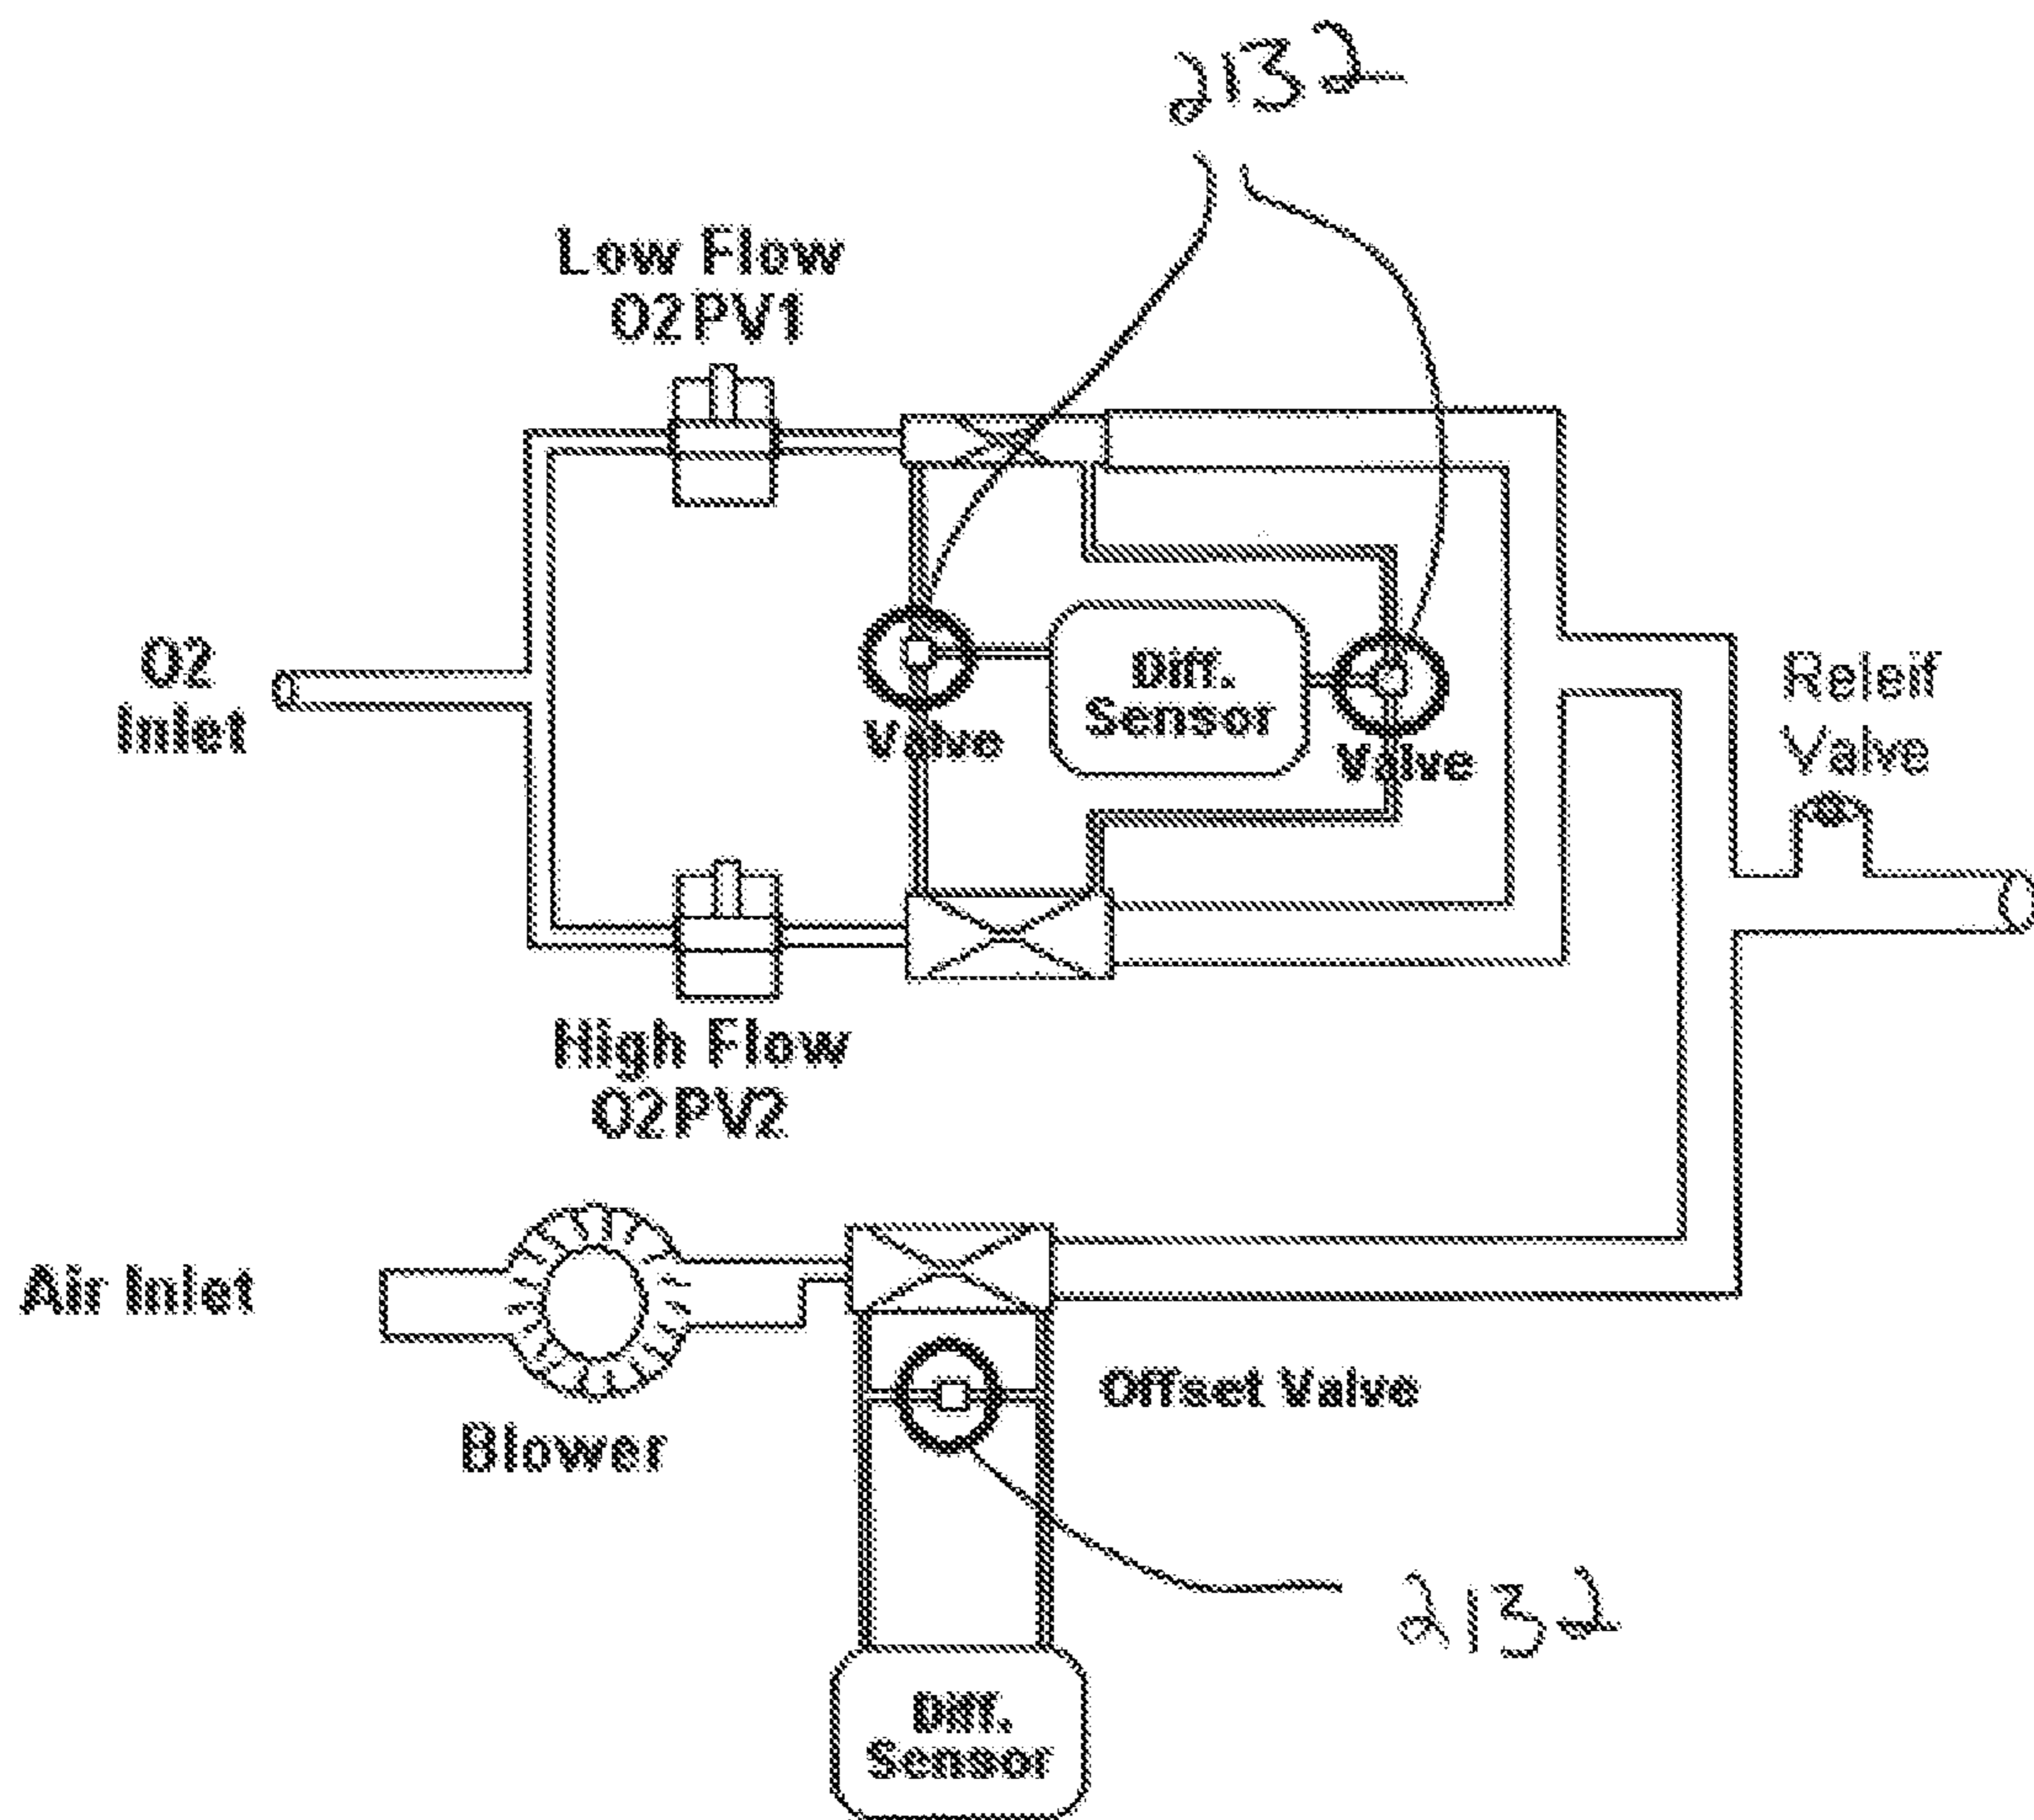 2132
Low Flow
O2PV1
O2
Inlet
Diff.
Sensor
Valve
Valve
Releif
Valve
High Flow
O2PV2
Air Inlet
Blower
Offset Valve
2132
Diff.
Sensor